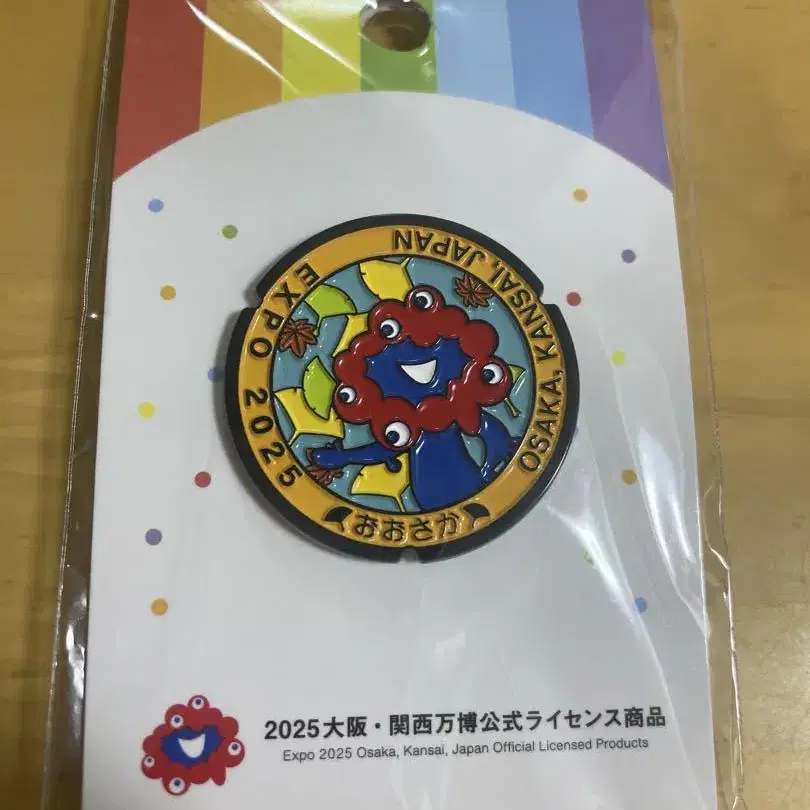 EXPO 2025
OSAKA, KANSAI, JAPAN
おおさか
2025大阪・関西万博公式ライセンス商品
Expo 2025 Osaka, Kansai, Japan Official Licensed Products